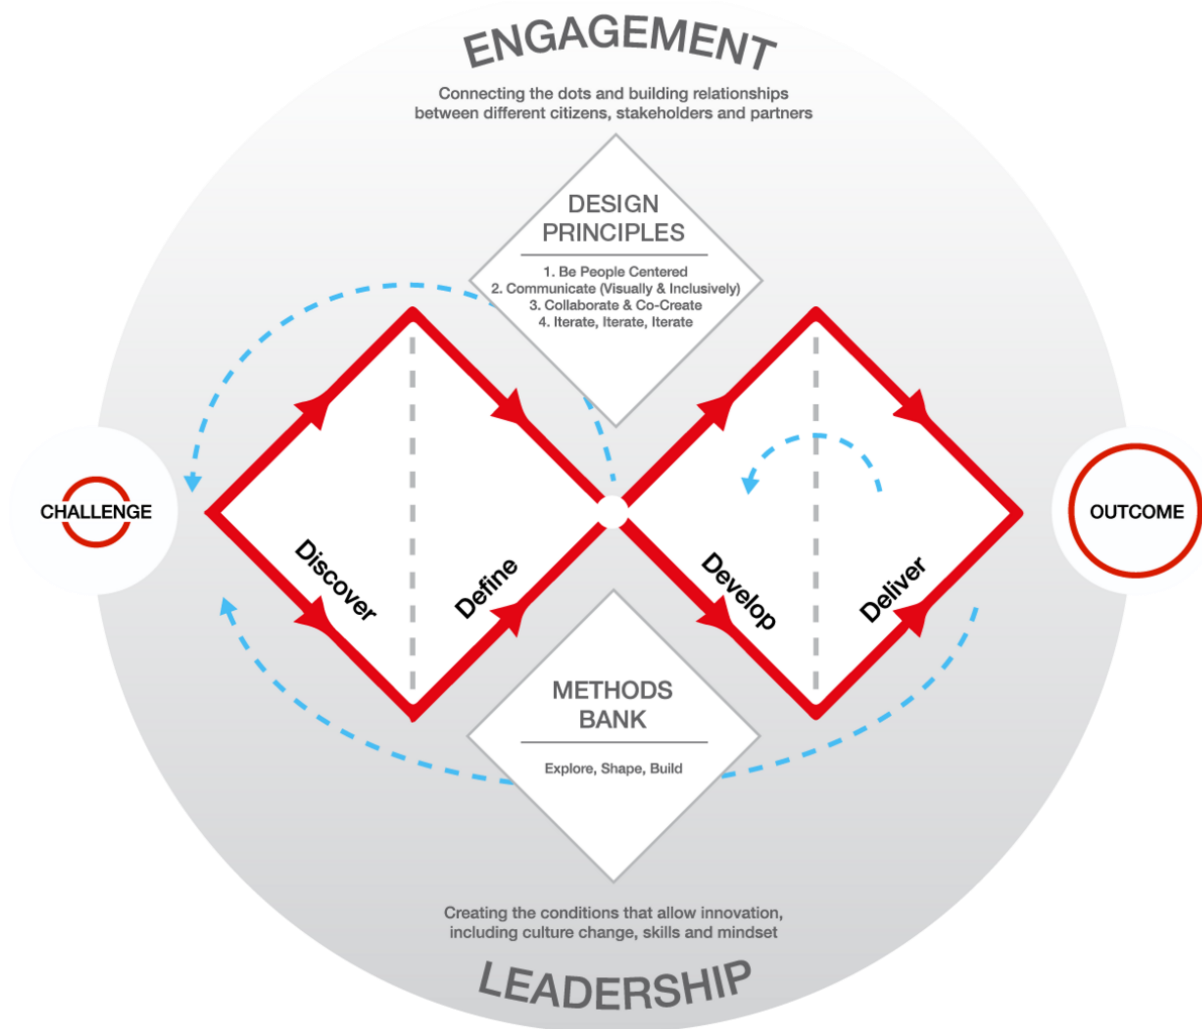 ENGAGEMENT
Connecting the dots and building relationships
between different citizens, stakeholders and partners
DESIGN
PRINCIPLES
1. Be People Centered
2. Communicate (Visually & Inclusively)
3. Collaborate & Co-Create
4. Iterate, Iterate, Iterate
CHALLENGE
OUTCOME
Discover
Define
Develop
Deliver
METHODS
BANK
Explore, Shape, Build
Creating the conditions that allow innovation,
including culture change, skills and mindset
LEADERSHIP